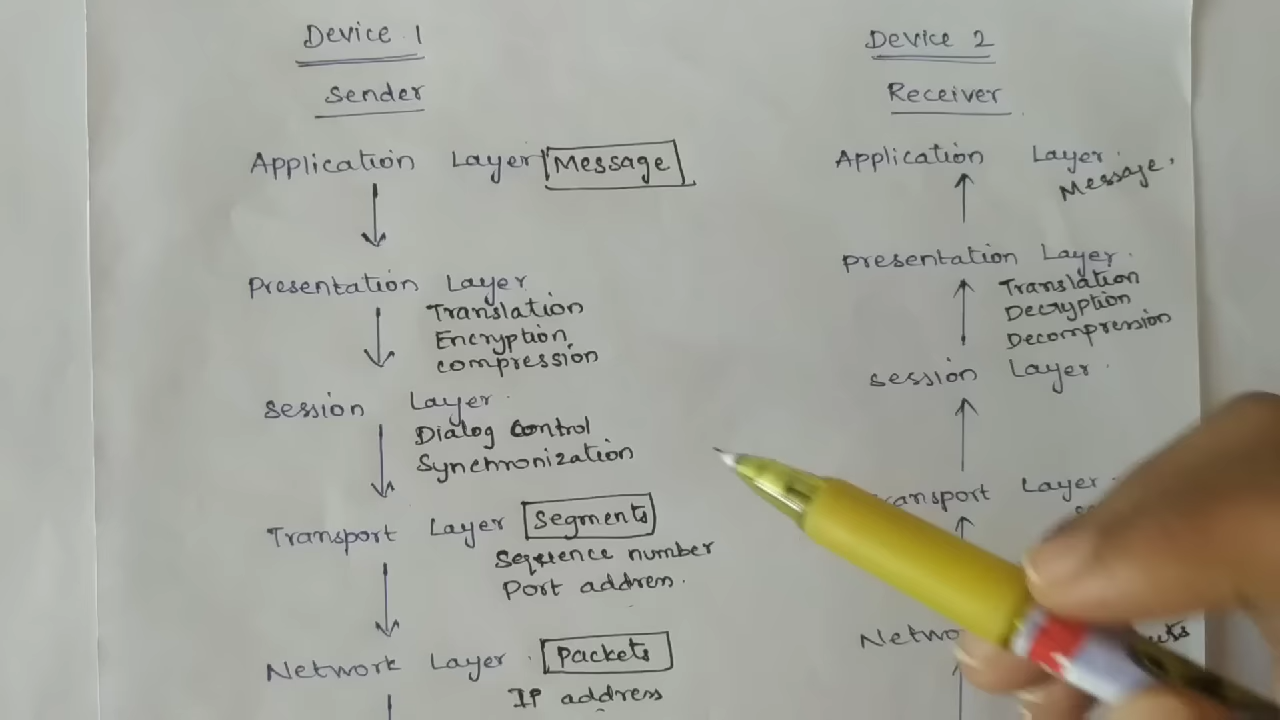 Device 1
Sender
Application Layer Message
Presentation Layer
Translation
Encryption
compression
session Layer.
Dialog Control
Synchronization
Transport Layer Segments
Sequence number
Port address.
Network Layer. Packets
IP address
Device 2
Receiver
Application Layer.
Message.
presentation Layer.
Translation
Decryption
Decompression
session Layer.
Layer.